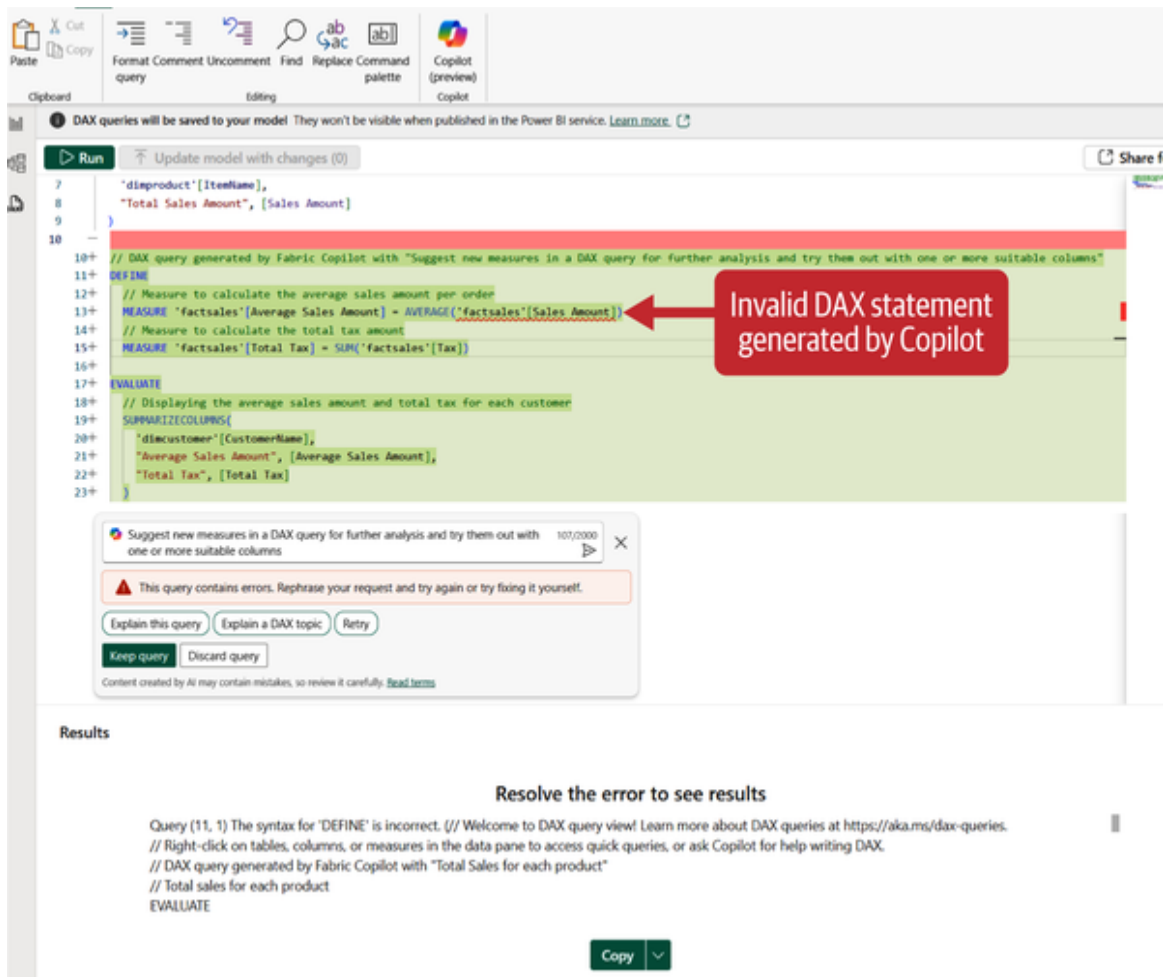 Cut
Copy
Paste
Format query
Comment
Uncomment
Find
Replace
Command palette
Copilot (preview)
Clipboard
Editing
Copilot
DAX queries will be saved to your model They won't be visible when published in the Power BI service. Learn more
Run
Update model with changes (0)
Share f
7 'dimproduct'[ItemName],
8 "Total Sales Amount", [Sales Amount]
9 )
10 —
10+ // DAX query generated by Fabric Copilot with "Suggest new measures in a DAX query for further analysis and try them out with one or more suitable columns"
11+ DEFINE
12+ // Measure to calculate the average sales amount per order
13+ MEASURE 'factsales'[Average Sales Amount] = AVERAGE('factsales'[Sales Amount])
14+ // Measure to calculate the total tax amount
15+ MEASURE 'factsales'[Total Tax] = SUM('factsales'[Tax])
16+
17+ EVALUATE
18+ // Displaying the average sales amount and total tax for each customer
19+ SUMMARIZECOLUMNS(
20+ 'dimcustomer'[CustomerName],
21+ "Average Sales Amount", [Average Sales Amount],
22+ "Total Tax", [Total Tax]
23+ )
Invalid DAX statement
generated by Copilot
Suggest new measures in a DAX query for further analysis and try them out with
one or more suitable columns
107/2000
This query contains errors. Rephrase your request and try again or try fixing it yourself.
Explain this query
Explain a DAX topic
Retry
Keep query
Discard query
Content created by AI may contain mistakes, so review it carefully. Read terms
Results
Resolve the error to see results
Query (11, 1) The syntax for 'DEFINE' is incorrect. (// Welcome to DAX query view! Learn more about DAX queries at https://aka.ms/dax-queries.
// Right-click on tables, columns, or measures in the data pane to access quick queries, or ask Copilot for help writing DAX.
// DAX query generated by Fabric Copilot with "Total Sales for each product"
// Total sales for each product
EVALUATE
Copy